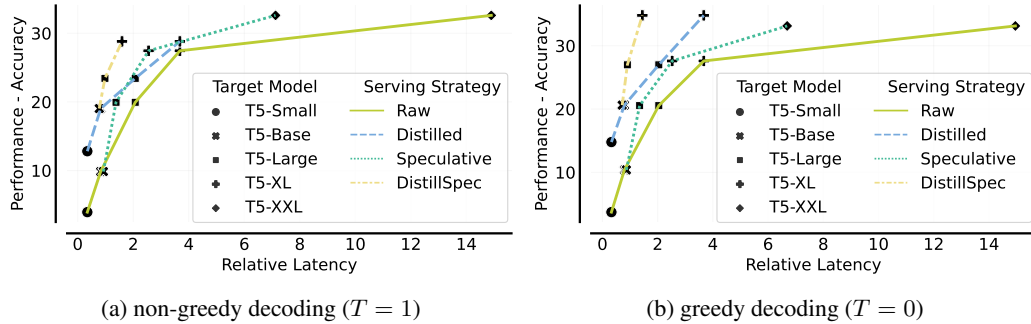 Performance - Accuracy
30
20
10
Target Model
T5-Small
T5-Base
T5-Large
T5-XL
T5-XXL
Serving Strategy
Raw
Distilled
Speculative
DistillSpec
0 2 4 6 8 10 12 14
Relative Latency
(a) non-greedy decoding (T = 1)
Performance - Accuracy
30
20
10
Target Model
T5-Small
T5-Base
T5-Large
T5-XL
T5-XXL
Serving Strategy
Raw
Distilled
Speculative
DistillSpec
0 2 4 6 8 10 12 14
Relative Latency
(b) greedy decoding (T = 0)